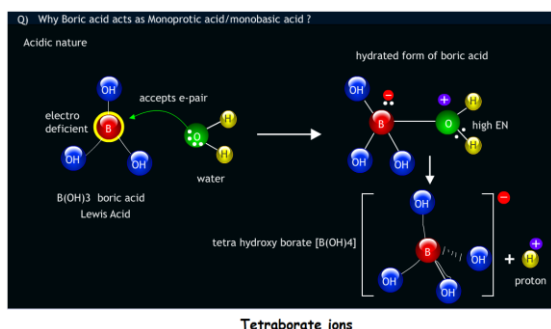 Q) Why Boric acid acts as Monoprotic acid/monobasic acid ?
Acidic nature
hydrated form of boric acid
OH
accepts e-pair
H
electro
deficient
B
O
H
OH
OH
water
B(OH)3 boric acid
Lewis Acid
OH
−
+
H
B
O
high EN
OH
OH
H
tetra hydroxy borate [B(OH)4]
OH
−
B
OH
OH
OH
+
+
H
proton
Tetraborate ions